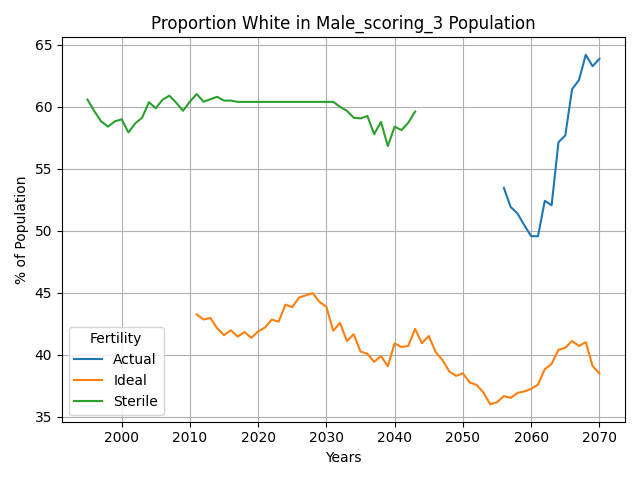 Proportion White in Male_scoring_3 Population
65
60
55
50
45
40
35
% of Population
Fertility
Actual
Ideal
Sterile
2000 2010 2020 2030 2040 2050 2060 2070
Years